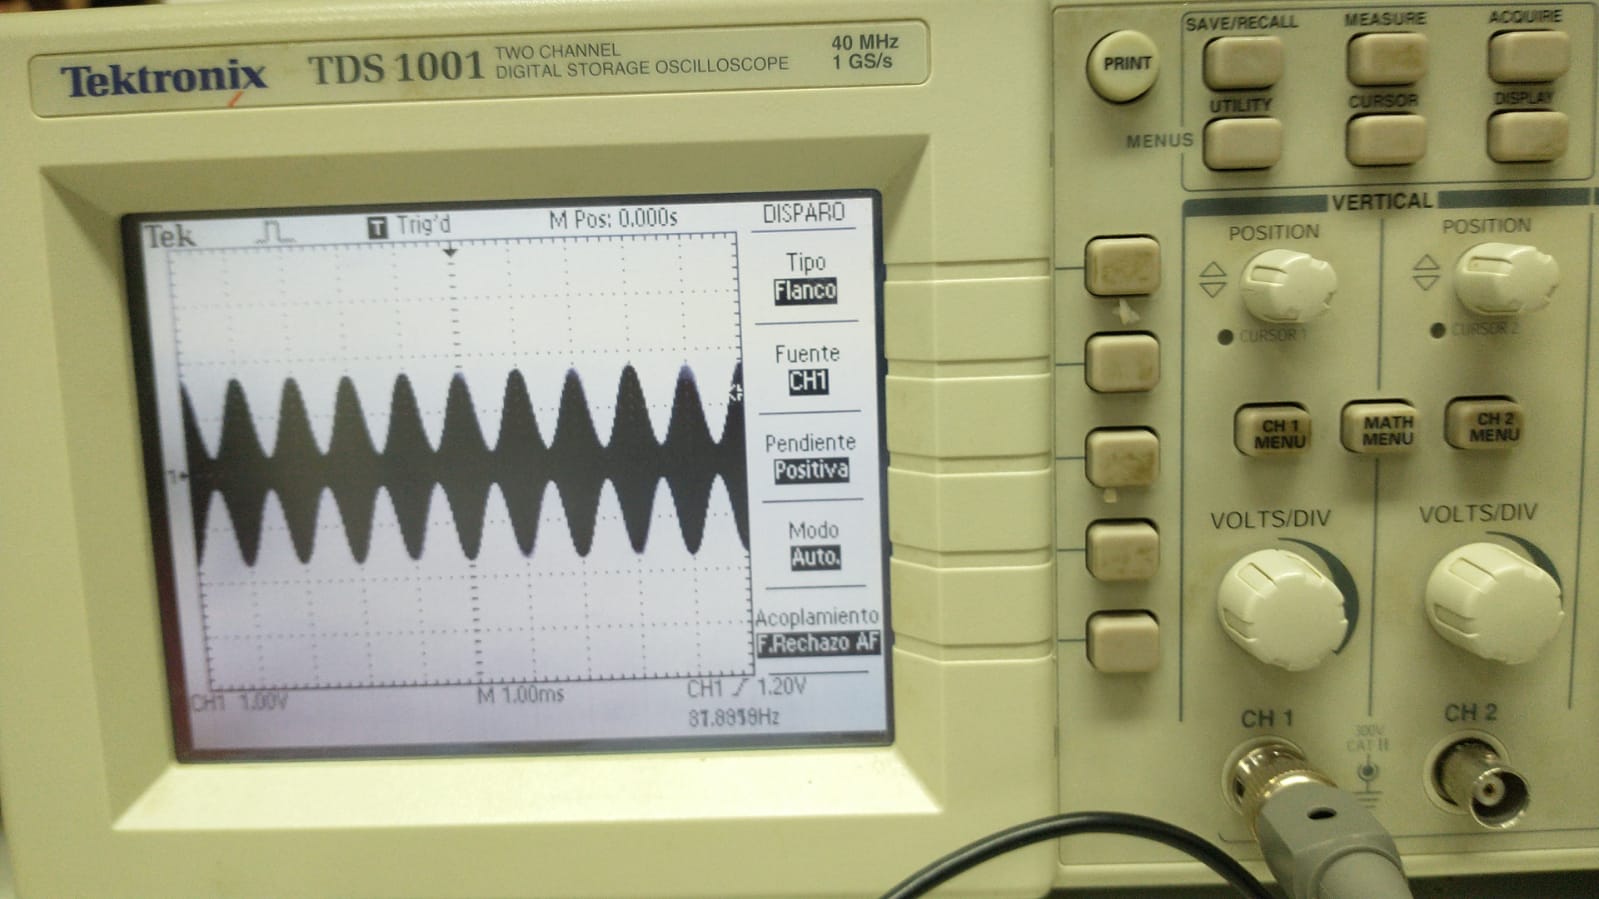 Tektronix TDS 1001 TWO CHANNEL DIGITAL STORAGE OSCILLOSCOPE 40 MHz 1 GS/s
Tek T Trig'd M Pos: 0.000s DISPARO
Tipo
Flanco
Fuente
CH1
Pendiente
Positiva
Modo
Auto.
Acoplamiento
F.Rechazo AF
CH1 1.00V M 1.00ms CH1 1.20V
PRINT
SAVE/RECALL MEASURE ACQUIRE
UTILITY CURSOR DISPLAY
MENUS
VERTICAL
POSITION POSITION
CURSOR 1 CURSOR 2
CH 1 MENU
MATH MENU
CH 2 MENU
VOLTS/DIV VOLTS/DIV
CH 1 CH 2
300V
CAT II